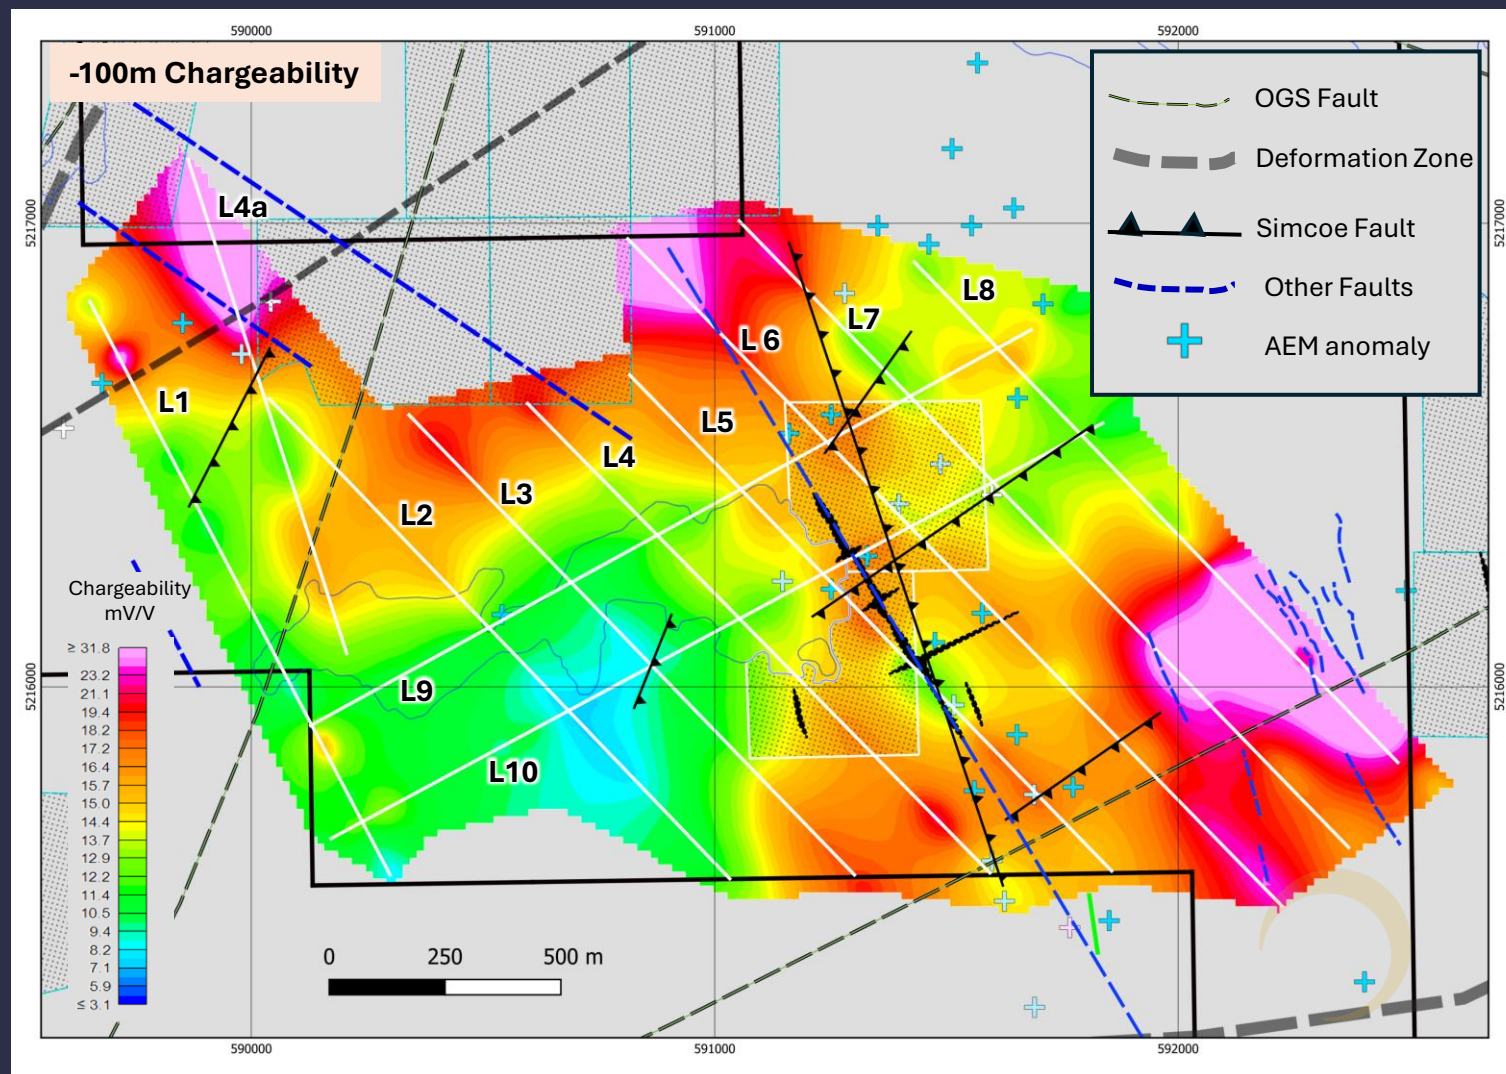 590000
591000
592000
-100m Chargeability
OGS Fault
Deformation Zone
Simcoe Fault
Other Faults
AEM anomaly
5217000
5217000
L4a
L8
L7
L 6
L1
L5
L4
L3
L2
Chargeability
mV/V
≥ 31.8
23.2
21.1
19.4
18.2
17.2
16.4
15.7
15.0
14.4
13.7
12.9
12.2
11.4
10.5
9.4
8.2
7.1
5.9
≤ 3.1
5216000
5216000
L9
L10
0 250 500 m
590000
591000
592000